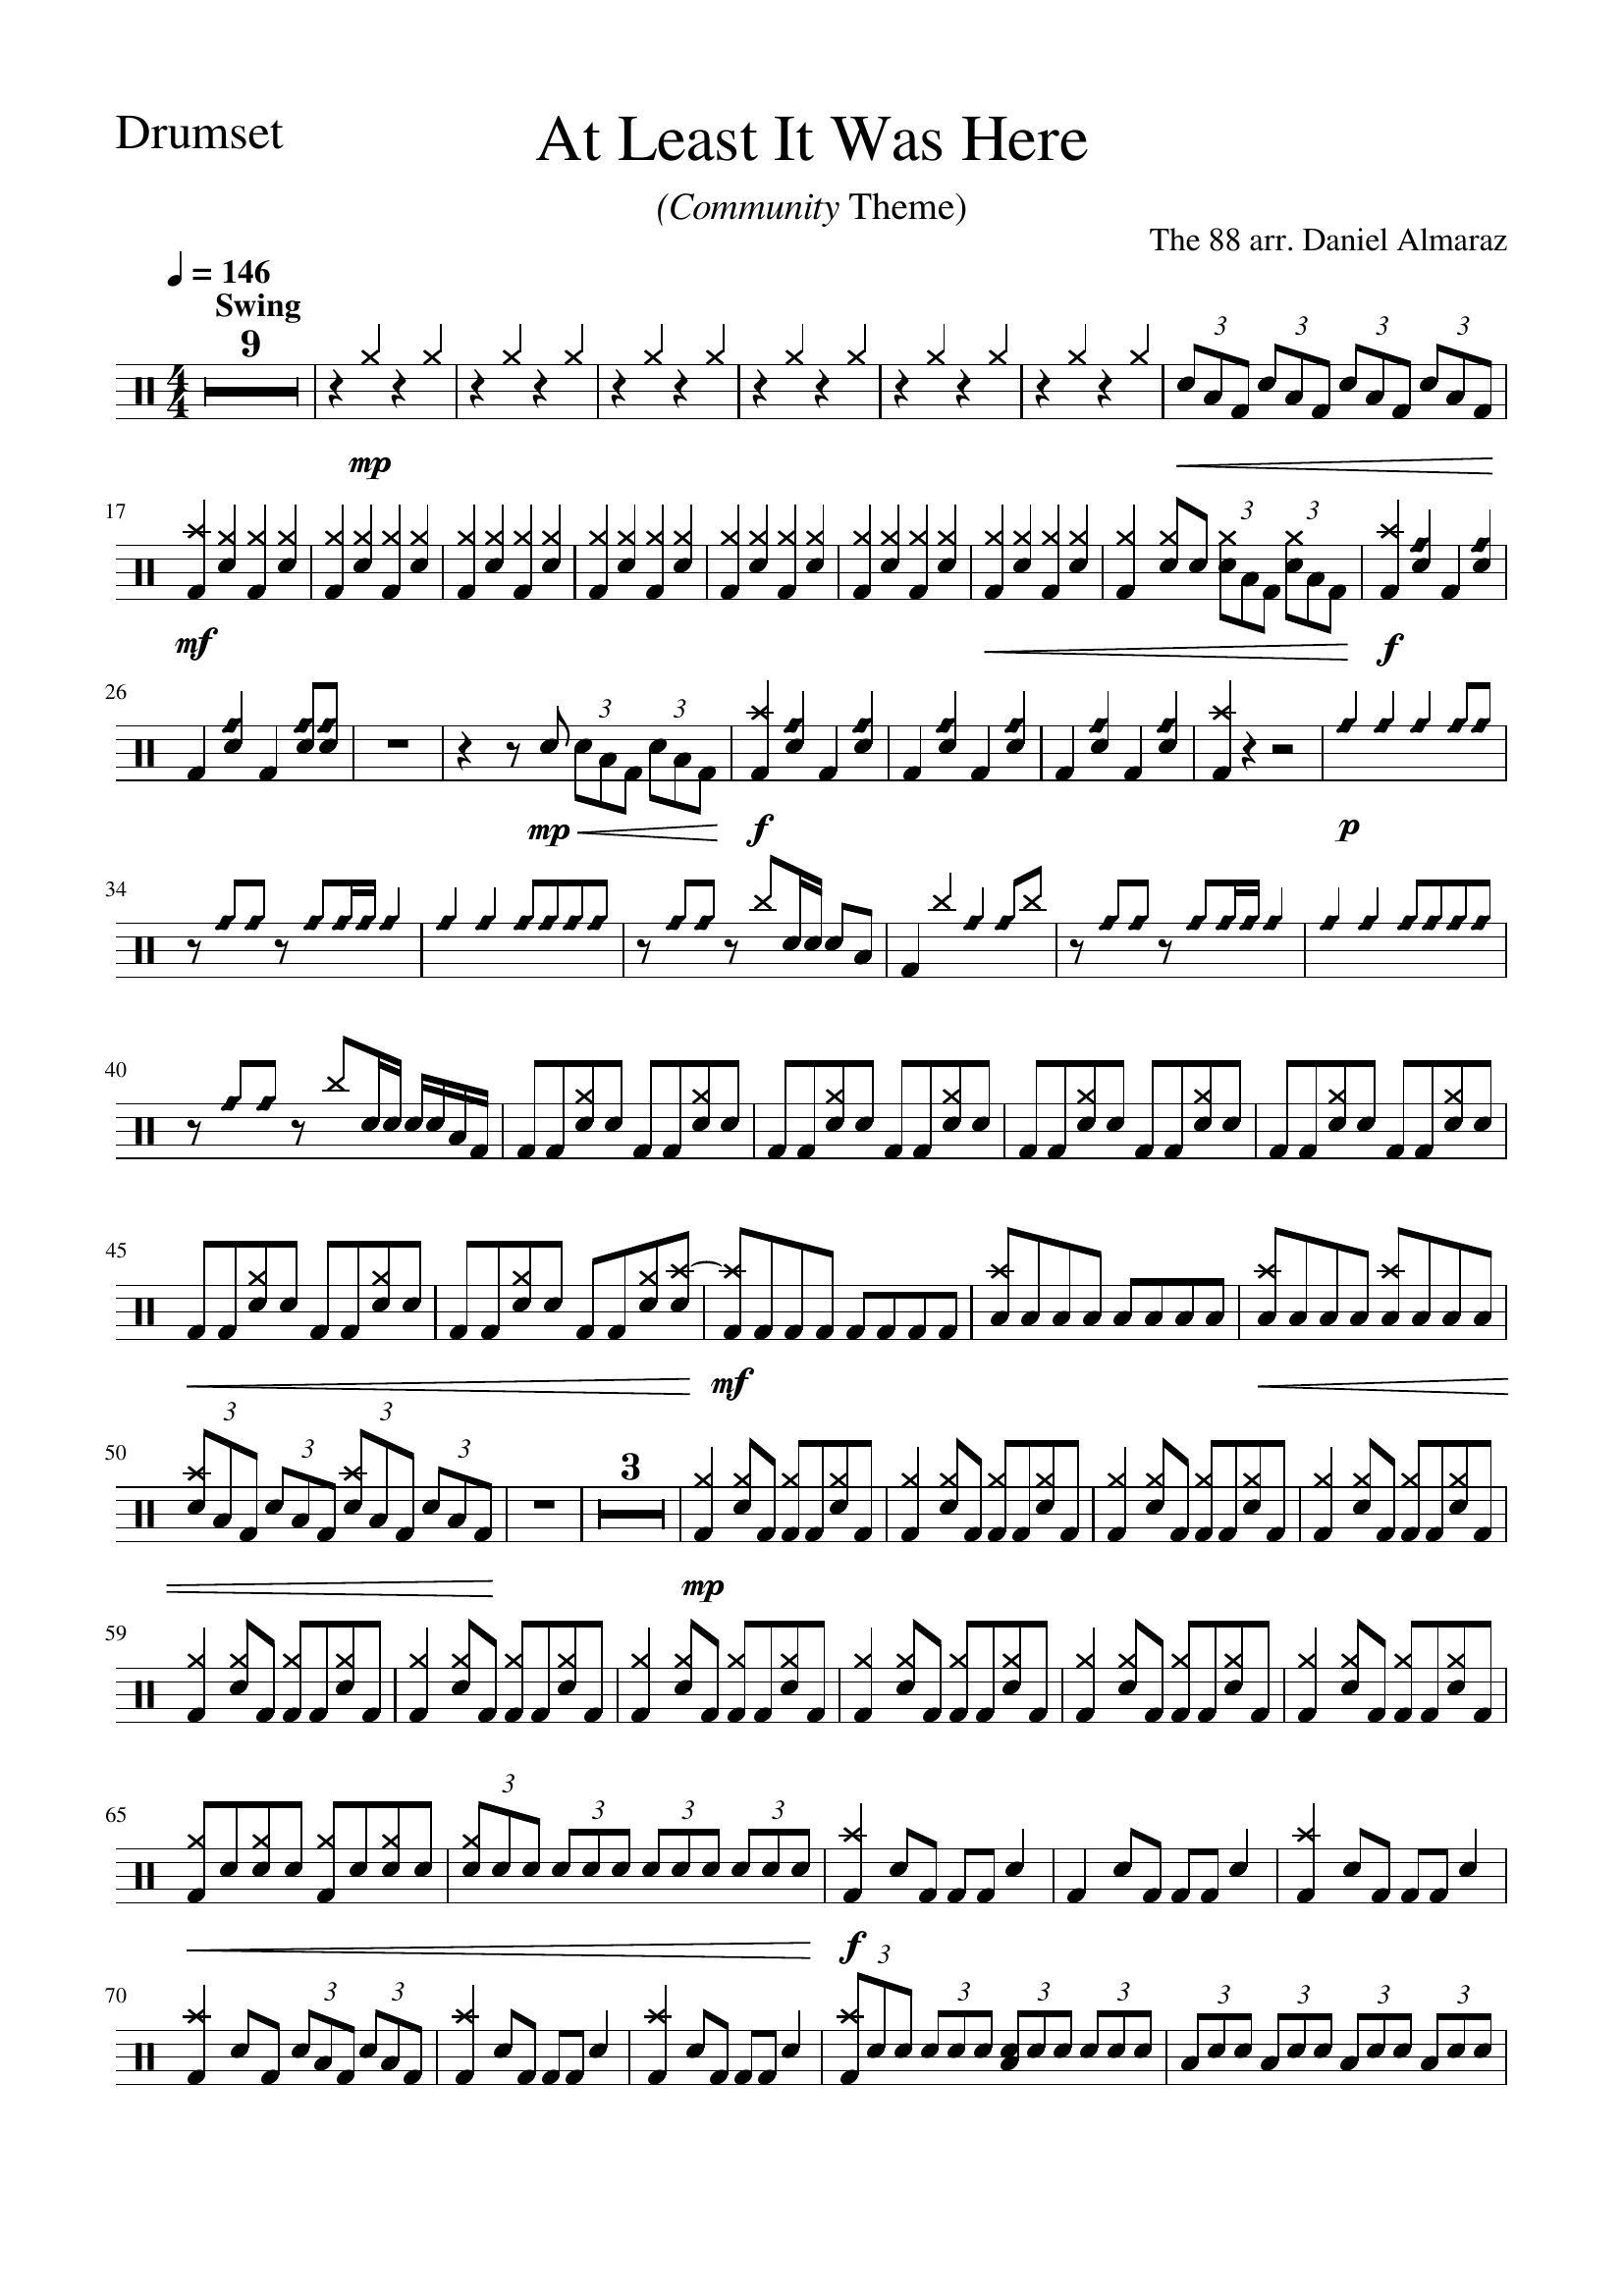 Drumset
At Least It Was Here
(Community Theme)
The 88 arr. Daniel Almaraz
= 146
Swing
9
3 3 3 3
mp
17
3 3
mf f
26
3 3
mp f p
34
40
45
mf
50
3 3 3 3
3
mp
59
65
3 3 3 3
f
70
3 3 3 3 3 3 3 3 3 3